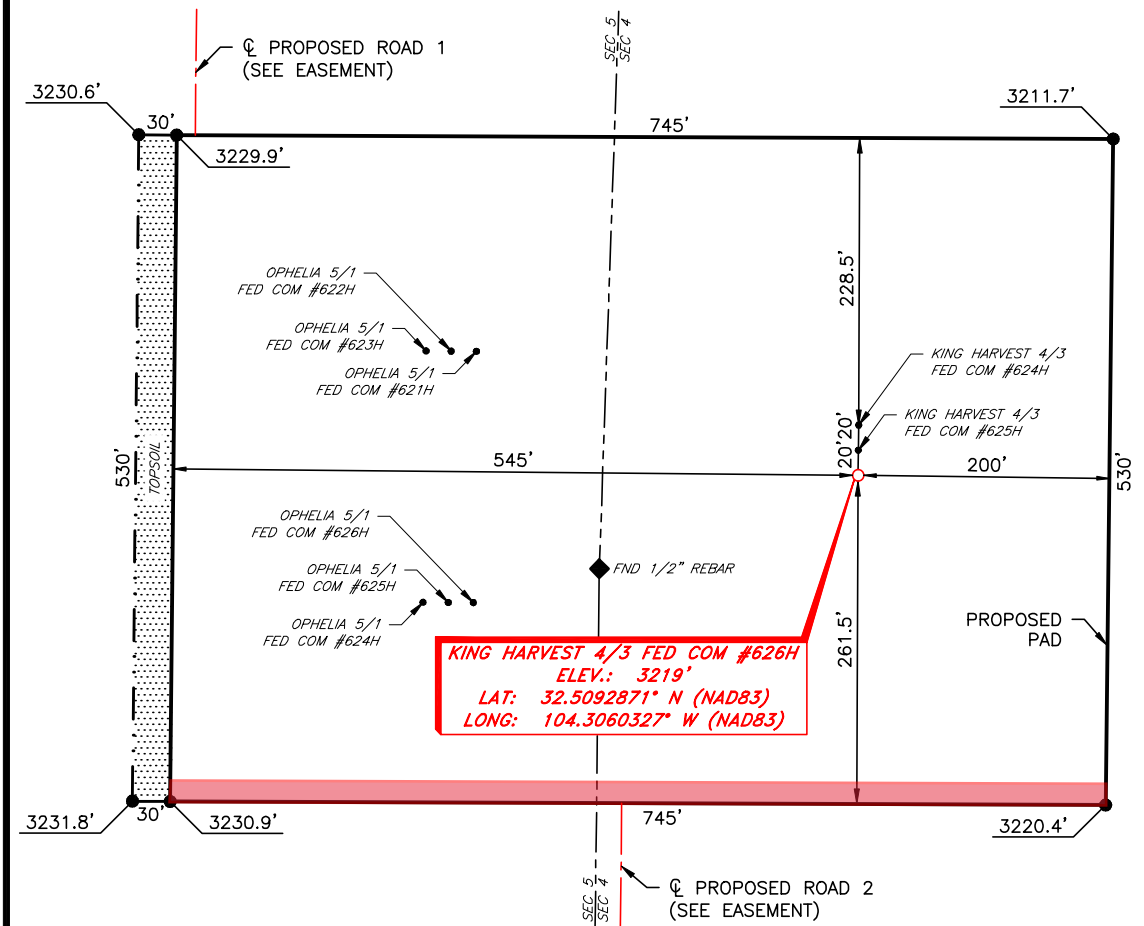 SEC 5
SEC 4
℄ PROPOSED ROAD 1
(SEE EASEMENT)
3230.6'
3211.7'
30'
745'
3229.9'
228.5'
OPHELIA 5/1
FED COM #622H
OPHELIA 5/1
FED COM #623H
OPHELIA 5/1
FED COM #621H
KING HARVEST 4/3
FED COM #624H
KING HARVEST 4/3
FED COM #625H
20'
20'
530'
TOPSOIL
545'
200'
530'
OPHELIA 5/1
FED COM #626H
OPHELIA 5/1
FED COM #625H
OPHELIA 5/1
FED COM #624H
FND 1/2" REBAR
261.5'
PROPOSED
PAD
KING HARVEST 4/3 FED COM #626H
ELEV.: 3219'
LAT: 32.5092871° N (NAD83)
LONG: 104.3060327° W (NAD83)
3231.8'
30'
3230.9'
745'
3220.4'
SEC 5
SEC 4
℄ PROPOSED ROAD 2
(SEE EASEMENT)